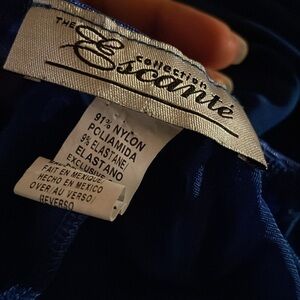 THE
Escanté
collection
91% NYLON
POLIAMIDA
9% ELASTANE
ELASTANO
EXCLUSIVE
FAIT EN MEXIQUE
HECHO EN MEXICO
OVER AU VERSO/
REVERSO